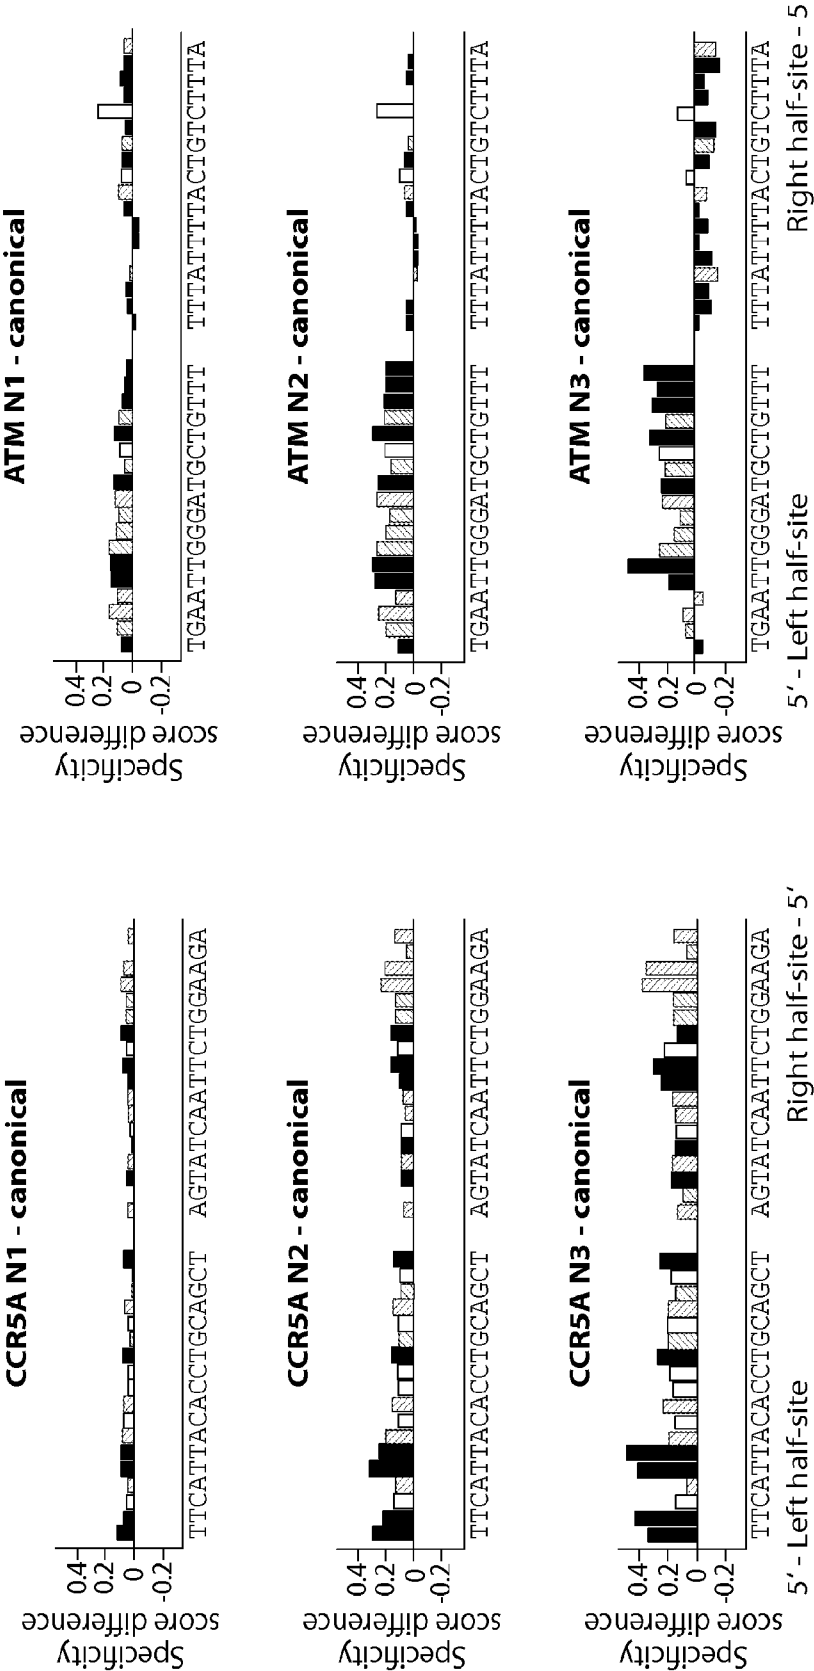 CCR5A N1 - canonical
Specificity
score difference
0.4
0.2
0
-0.2
TTCATTACACCTGCAGCT AGTATCAATTCTGGAAGA
CCR5A N2 - canonical
Specificity
score difference
0.4
0.2
0
-0.2
TTCATTACACCTGCAGCT AGTATCAATTCTGGAAGA
CCR5A N3 - canonical
Specificity
score difference
0.4
0.2
0
-0.2
TTCATTACACCTGCAGCT AGTATCAATTCTGGAAGA
5′ - Left half-site Right half-site - 5′
ATM N1 - canonical
Specificity
score difference
0.4
0.2
0
-0.2
TGAATTGGGATGCTGTTT TTTATTTTACTGTCTTTA
ATM N2 - canonical
Specificity
score difference
0.4
0.2
0
-0.2
TGAATTGGGATGCTGTTT TTTATTTTACTGTCTTTA
ATM N3 - canonical
Specificity
score difference
0.4
0.2
0
-0.2
TGAATTGGGATGCTGTTT TTTATTTTACTGTCTTTA
5′ - Left half-site Right half-site - 5